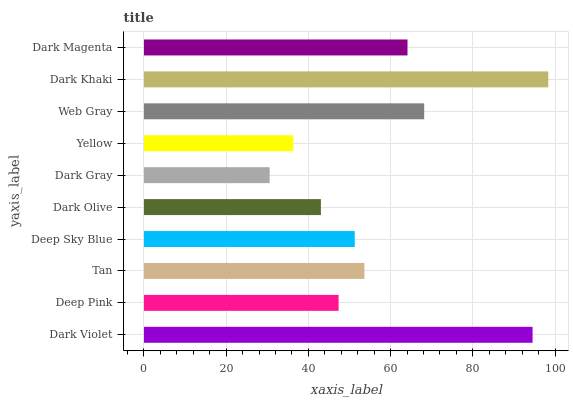 title
Dark Magenta
Dark Khaki
Web Gray
Yellow
Dark Gray
Dark Olive
Deep Sky Blue
Tan
Deep Pink
Dark Violet
yaxis_label
0 20 40 60 80 100
xaxis_label